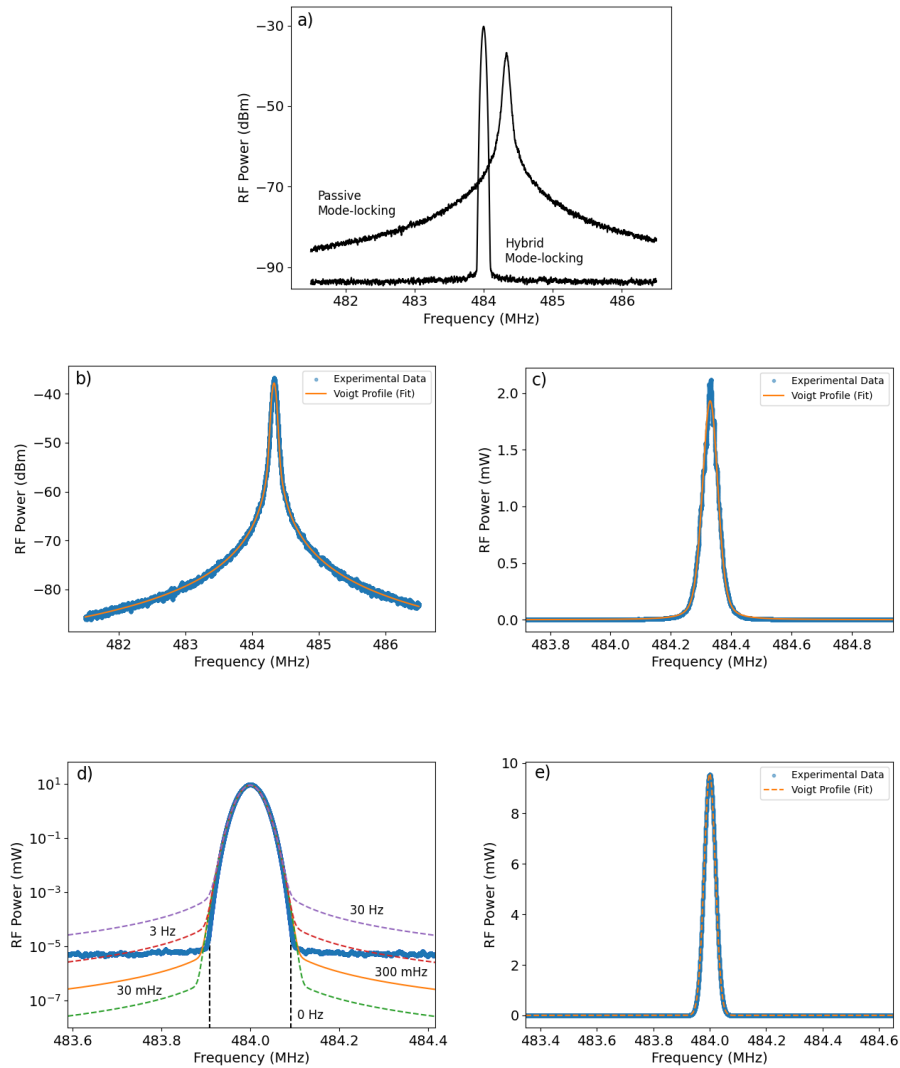 a)
RF Power (dBm)
−30
−50
−70
−90
Passive
Mode-locking
Hybrid
Mode-locking
482 483 484 485 486
Frequency (MHz)
b)
Experimental Data
Voigt Profile (Fit)
RF Power (dBm)
−40
−50
−60
−70
−80
482 483 484 485 486
Frequency (MHz)
c)
Experimental Data
Voigt Profile (Fit)
RF Power (mW)
2.0
1.5
1.0
0.5
0.0
483.8 484.0 484.2 484.4 484.6 484.8
Frequency (MHz)
d)
RF Power (mW)
10¹
10⁻¹
10⁻³
10⁻⁵
10⁻⁷
30 Hz
3 Hz
300 mHz
30 mHz
0 Hz
483.6 483.8 484.0 484.2 484.4
Frequency (MHz)
e)
Experimental Data
Voigt Profile (Fit)
RF Power (mW)
10
8
6
4
2
0
483.4 483.6 483.8 484.0 484.2 484.4 484.6
Frequency (MHz)